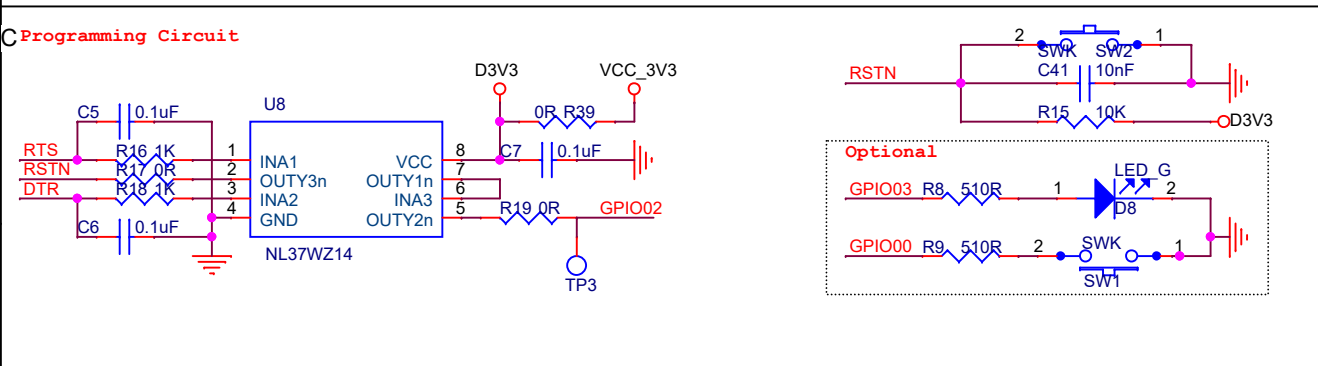 C Programming Circuit
D3V3 VCC_3V3
U8
C5 0.1uF
0R R39
RTS R16 1K 1 INA1 VCC 8 C7 0.1uF
RSTN R17 0R 2 OUTY3n OUTY1n 7
DTR R18 1K 3 INA2 INA3 6
4 GND OUTY2n 5 R19 0R GPIO02
C6 0.1uF
NL37WZ14
TP3
2 SWK SW2 1
RSTN C41 10nF
R15 10K D3V3
Optional
LED_G
GPIO03 R8 510R 1 2
D8
GPIO00 R9 510R 2 SWK 1
SW1